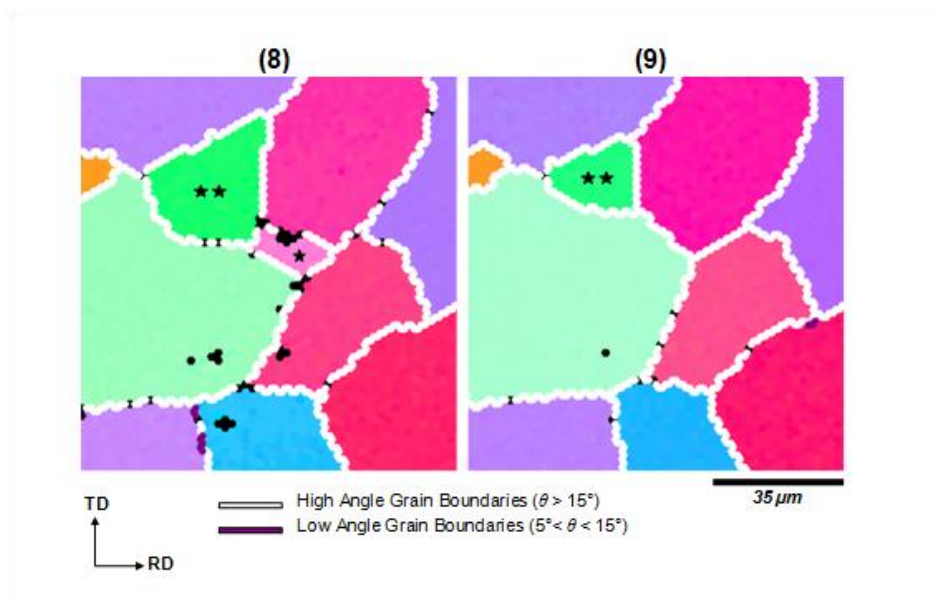 (8) (9)
35 µm
TD
RD
High Angle Grain Boundaries (θ > 15°)
Low Angle Grain Boundaries (5°< θ < 15°)